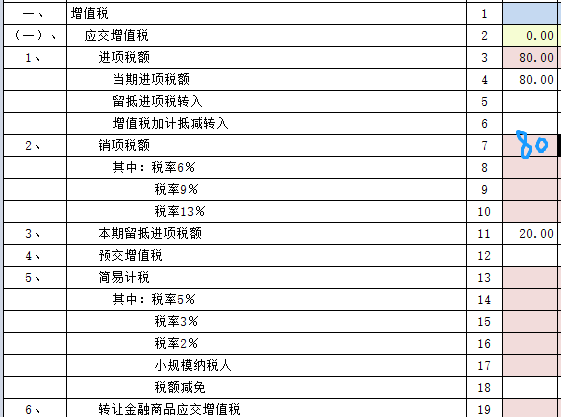 一、 增值税 1
（一）、 应交增值税 2 0.00
1、 进项税额 3 80.00
当期进项税额 4 80.00
留抵进项税转入 5
增值税加计抵减转入 6
2、 销项税额 7 80
其中：税率6% 8
税率9% 9
税率13% 10
3、 本期留抵进项税额 11 20.00
4、 预交增值税 12
5、 简易计税 13
其中：税率5% 14
税率3% 15
税率2% 16
小规模纳税人 17
税额减免 18
6、 转让金融商品应交增值税 19